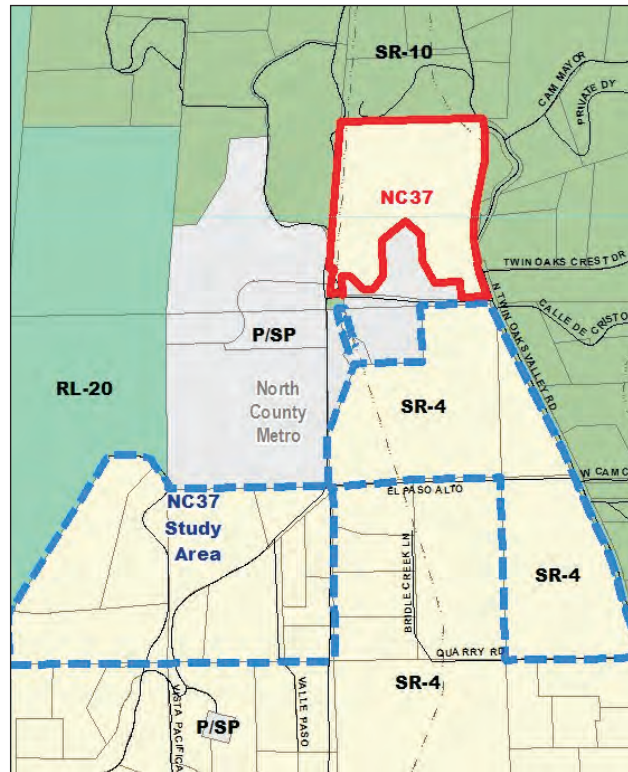 SR-10
CAM MAYOR
PRIVATE DY
NC37
TWIN OAKS CREST DR
N TWIN OAKS VALLEY RD
CALLE DE CRISTO
P/SP
RL-20
North
County
Metro
SR-4
W CAMC
EL PASO ALTO
NC37
Study
Area
BRIDLE CREEK LN
SR-4
QUARRY RD
SR-4
VISTA PACIFICA
VALLE PASO
P/SP